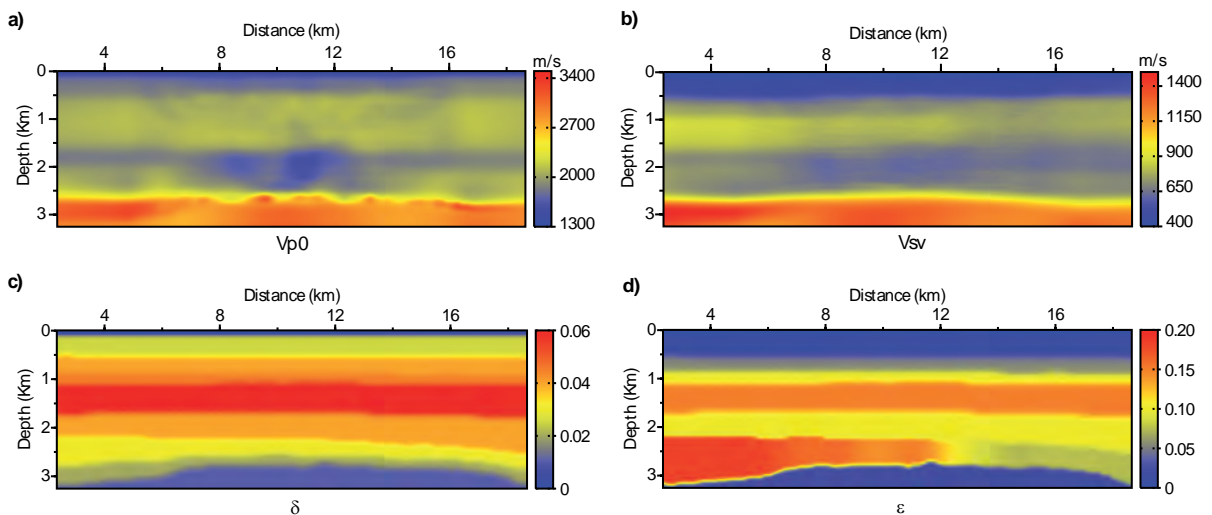 a)
Distance (km)
4 8 12 16
m/s
0
1
2
3
Depth (Km)
3400
2700
2000
1300
Vp0
b)
Distance (km)
4 8 12 16
m/s
0
1
2
3
Depth (Km)
1400
1150
900
650
400
Vsv
c)
Distance (km)
4 8 12 16
0
1
2
3
Depth (Km)
0.06
0.04
0.02
0
δ
d)
Distance (km)
4 8 12 16
0
1
2
3
Depth (Km)
0.20
0.15
0.10
0.05
0
ε